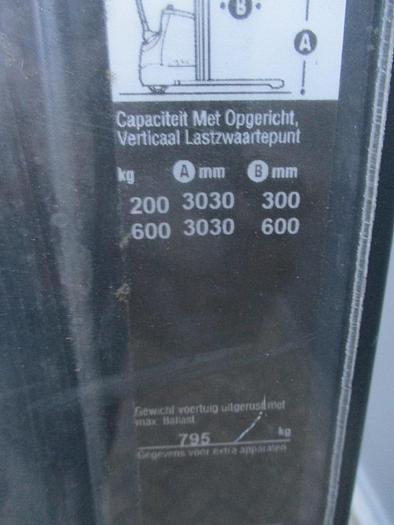 B
A
Capaciteit Met Opgericht,
Verticaal Lastzwaartepunt
kg A mm B mm
200 3030 300
600 3030 600
Gewicht voertuig uitgerust met
max. Ballast
795 kg
Gegevens voor extra apparaten